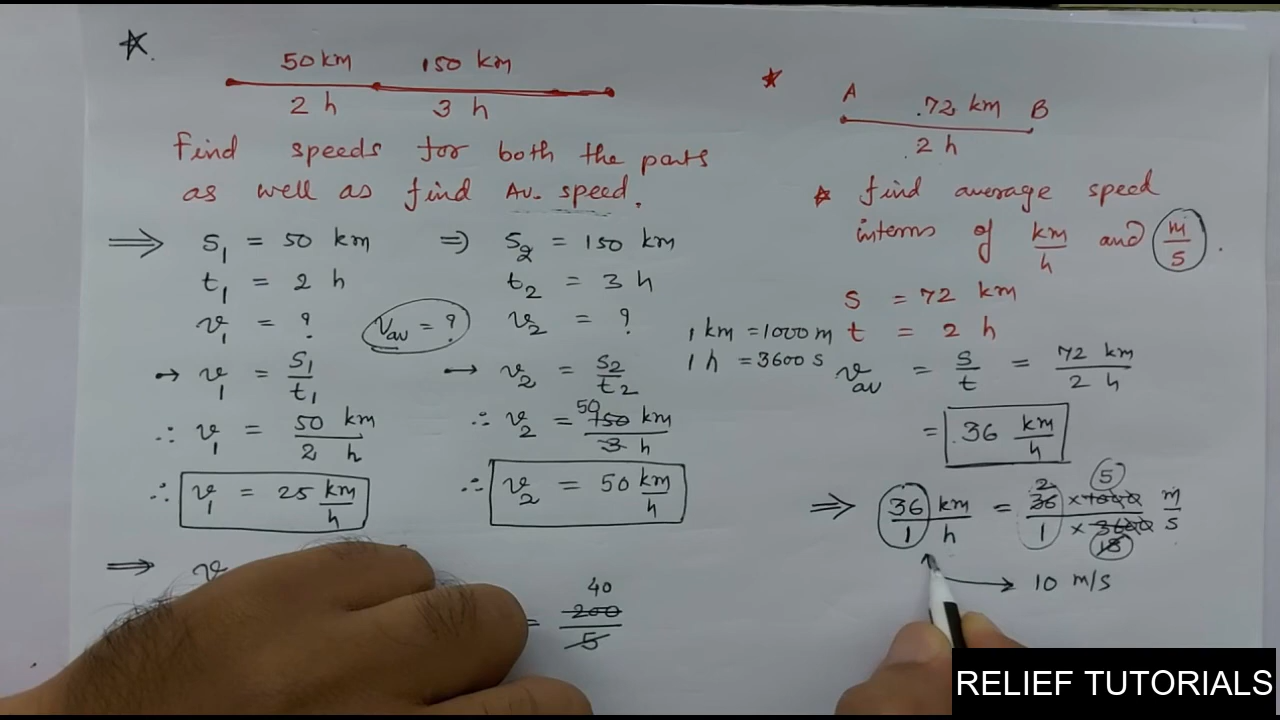 50 km 150 km
2 h 3 h
Find speeds for both the parts
as well as find Av. speed.
⇒ S₁ = 50 km ⇒ S₂ = 150 km
t₁ = 2 h t₂ = 3 h
v₁ = ? Vav = ? v₂ = ?
→ v₁ = S₁/t₁ → v₂ = S₂/t₂
∴ v₁ = 50 km / 2 h ∴ v₂ = 150 km / 3 h 50
∴ v₁ = 25 km/h ∴ v₂ = 50 km/h
⇒ v
= 200/5 40
A .72 km B
.2 h
find average speed
interms of km/h and m/s.
S = 72 km
1 km = 1000 m t = 2 h
1 h = 3600 s
vav = s/t = 72 km / 2 h
= .36 km/h
⇒ 36 km / 1 h = 36 × 1000 / 1 × 3600 m/s 2 5 18
→ 10 m/s
RELIEF TUTORIALS